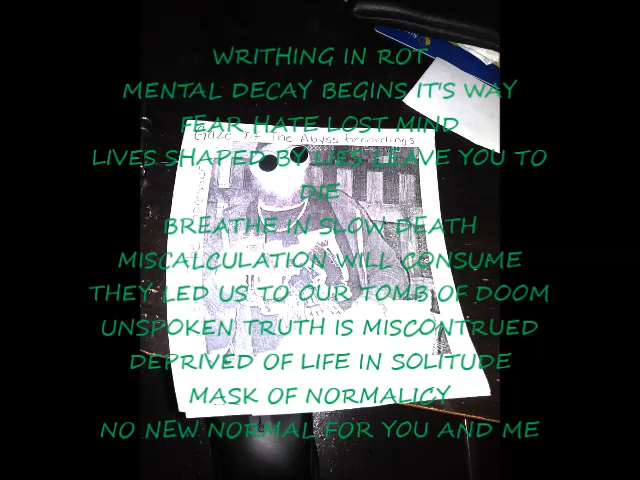 WRITHING IN ROT
MENTAL DECAY BEGINS IT'S WAY
FEAR HATE LOST MIND
Gaze Of The Abyss Recordings
LIVES SHAPED BY LIES LEAVE YOU TO
DIE
BREATHE IN SLOW DEATH
MISCALCULATION WILL CONSUME
THEY LED US TO OUR TOMB OF DOOM
UNSPOKEN TRUTH IS MISCONTRUED
DEPRIVED OF LIFE IN SOLITUDE
MASK OF NORMALICY
NO NEW NORMAL FOR YOU AND ME